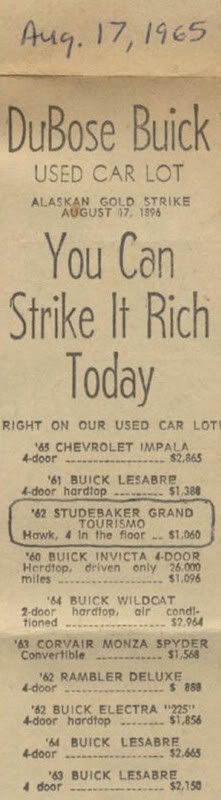 Aug. 17, 1965
DuBose Buick
USED CAR LOT
ALASKAN GOLD STRIKE
AUGUST 17, 1896
You Can
Strike It Rich
Today
RIGHT ON OUR USED CAR LOT!
'65 CHEVROLET IMPALA
4-door ---------------- $2,865
'61 BUICK LESABRE
4-door hardtop ---------- $1,388
'62 STUDEBAKER GRAND
TOURISMO
Hawk, 4 in the floor -- $1,060
'60 BUICK INVICTA 4-DOOR
Hardtop, driven only 26,000
miles ---------------- $1,096
'64 BUICK WILDCAT
2-door hardtop, air condi-
tioned ---------------- $2,964
'63 CORVAIR MONZA SPYDER
Convertible ------------ $1,568
'62 RAMBLER DELUXE
4-door ---------------- $ 888
'62 BUICK ELECTRA "225"
4-door hardtop -------- $1,856
'64 BUICK LESABRE
4-door ---------------- $2,665
'63 BUICK LESABRE
4 door ---------------- $2,150